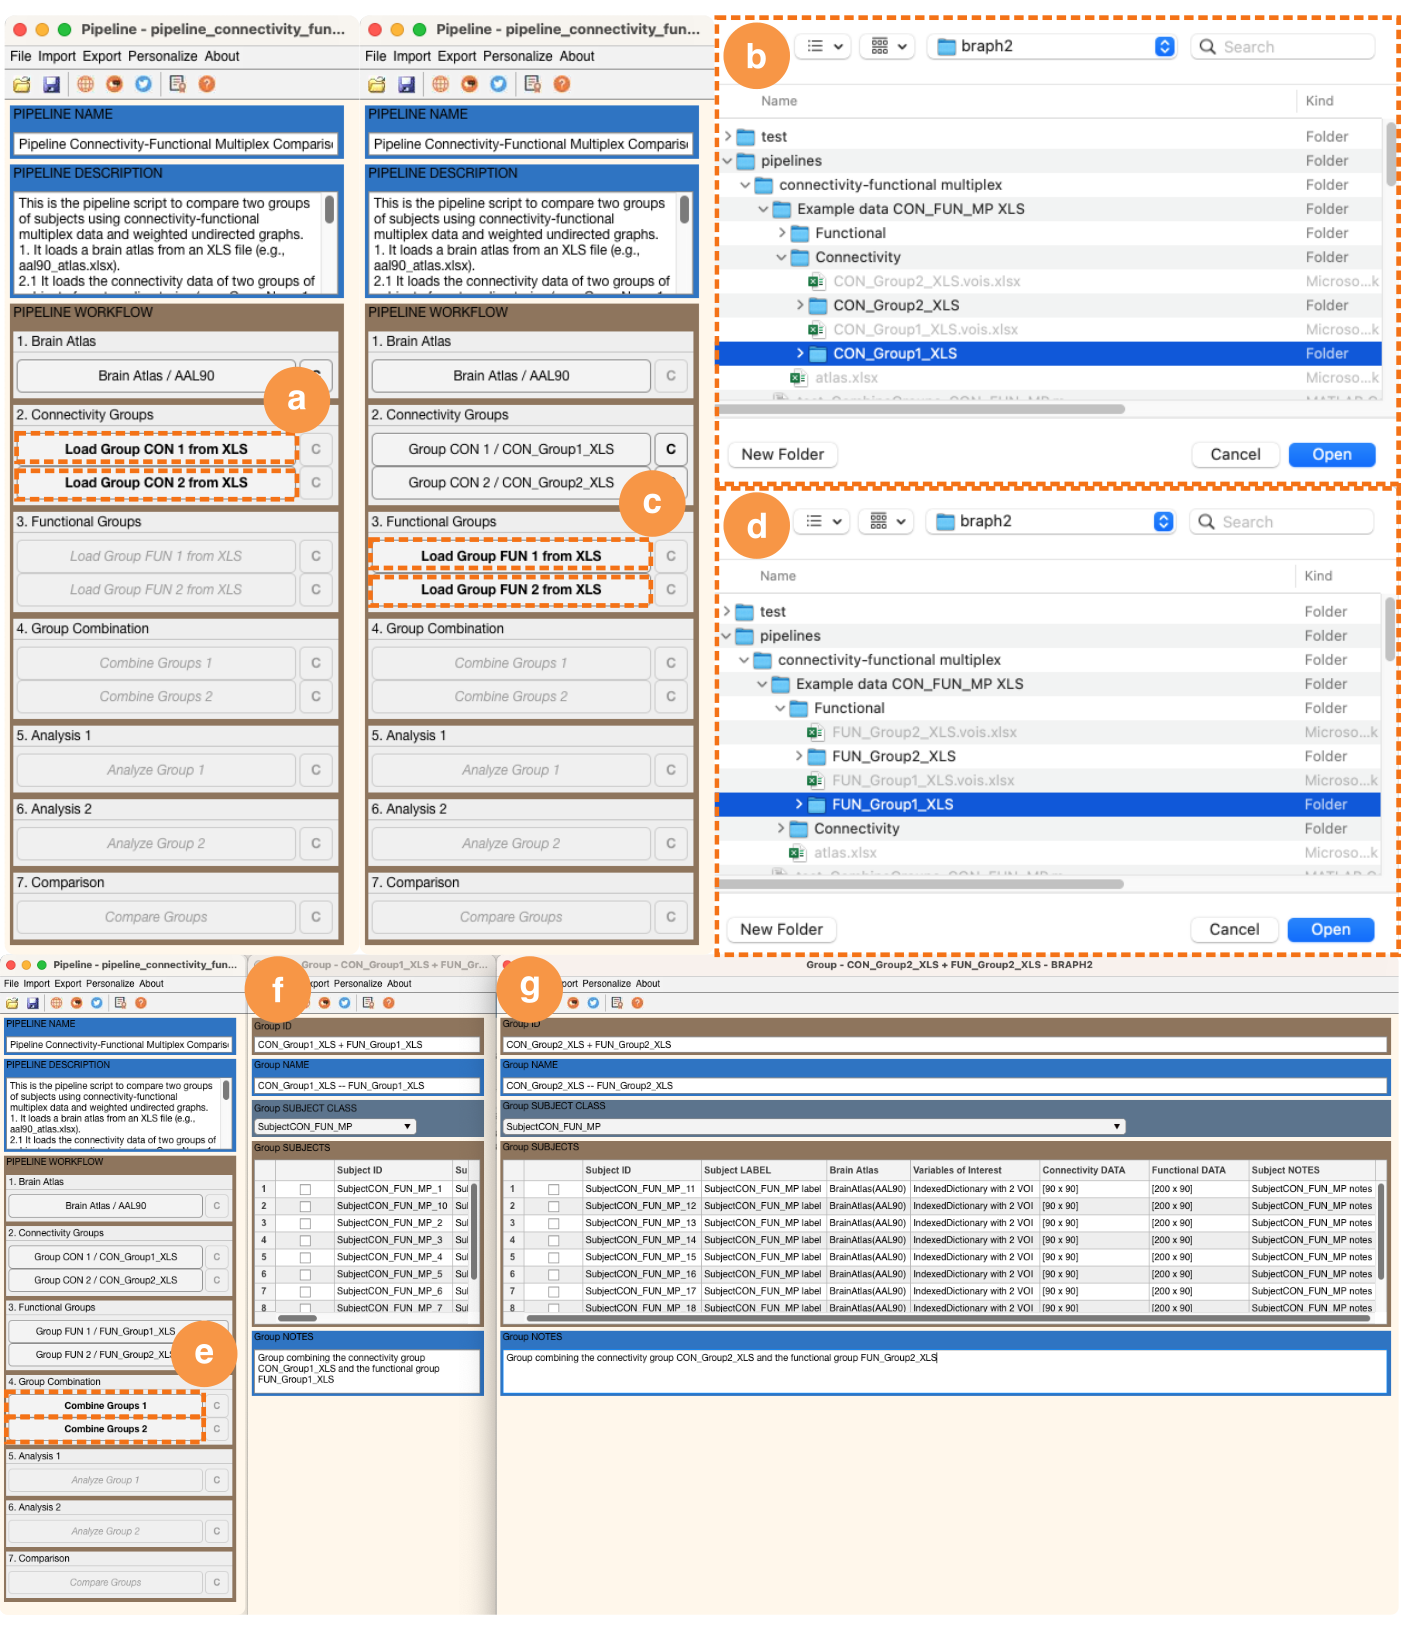 Pipeline - pipeline_connectivity_fun...
File Import Export Personalize About
PIPELINE NAME
Pipeline Connectivity-Functional Multiplex Comparis
PIPELINE DESCRIPTION
This is the pipeline script to compare two groups
of subjects using connectivity-functional
multiplex data and weighted undirected graphs.
1. It loads a brain atlas from an XLS file (e.g.,
aal90_atlas.xlsx).
2.1 It loads the connectivity data of two groups of
PIPELINE WORKFLOW
1. Brain Atlas
Brain Atlas / AAL90
a
2. Connectivity Groups
Load Group CON 1 from XLS C
Load Group CON 2 from XLS C
3. Functional Groups
Load Group FUN 1 from XLS C
Load Group FUN 2 from XLS C
4. Group Combination
Combine Groups 1 C
Combine Groups 2 C
5. Analysis 1
Analyze Group 1 C
6. Analysis 2
Analyze Group 2 C
7. Comparison
Compare Groups C
Pipeline - pipeline_connectivity_fun...
File Import Export Personalize About
PIPELINE NAME
Pipeline Connectivity-Functional Multiplex Comparis
PIPELINE DESCRIPTION
This is the pipeline script to compare two groups
of subjects using connectivity-functional
multiplex data and weighted undirected graphs.
1. It loads a brain atlas from an XLS file (e.g.,
aal90_atlas.xlsx).
2.1 It loads the connectivity data of two groups of
PIPELINE WORKFLOW
1. Brain Atlas
Brain Atlas / AAL90 C
2. Connectivity Groups
Group CON 1 / CON_Group1_XLS C
Group CON 2 / CON_Group2_XLS
c
3. Functional Groups
Load Group FUN 1 from XLS C
Load Group FUN 2 from XLS C
4. Group Combination
Combine Groups 1 C
Combine Groups 2 C
5. Analysis 1
Analyze Group 1 C
6. Analysis 2
Analyze Group 2 C
7. Comparison
Compare Groups C
b
braph2 Search
Name Kind
test Folder
pipelines Folder
connectivity-functional multiplex Folder
Example data CON_FUN_MP XLS Folder
Functional Folder
Connectivity Folder
CON_Group2_XLS.vois.xlsx Microso...k
CON_Group2_XLS Folder
CON_Group1_XLS.vois.xlsx Microso...k
CON_Group1_XLS Folder
atlas.xlsx Microso...k
New Folder Cancel Open
d
braph2 Search
Name Kind
test Folder
pipelines Folder
connectivity-functional multiplex Folder
Example data CON_FUN_MP XLS Folder
Functional Folder
FUN_Group2_XLS.vois.xlsx Microso...k
FUN_Group2_XLS Folder
FUN_Group1_XLS.vois.xlsx Microso...k
FUN_Group1_XLS Folder
Connectivity Folder
atlas.xlsx Microso...k
New Folder Cancel Open
Pipeline - pipeline_connectivity_fun...
File Import Export Personalize About
PIPELINE NAME
Pipeline Connectivity-Functional Multiplex Comparis
PIPELINE DESCRIPTION
This is the pipeline script to compare two groups
of subjects using connectivity-functional
multiplex data and weighted undirected graphs.
1. It loads a brain atlas from an XLS file (e.g.,
aal90_atlas.xlsx).
2.1 It loads the connectivity data of two groups of
PIPELINE WORKFLOW
1. Brain Atlas
Brain Atlas / AAL90 C
2. Connectivity Groups
Group CON 1 / CON_Group1_XLS C
Group CON 2 / CON_Group2_XLS C
3. Functional Groups
Group FUN 1 / FUN_Group1_XLS
Group FUN 2 / FUN_Group2_XLS
e
4. Group Combination
Combine Groups 1 C
Combine Groups 2 C
5. Analysis 1
Analyze Group 1 C
6. Analysis 2
Analyze Group 2 C
7. Comparison
Compare Groups C
f
Group - CON_Group1_XLS + FUN_Gr...
Personalize About
Group ID
CON_Group1_XLS + FUN_Group1_XLS
Group NAME
CON_Group1_XLS -- FUN_Group1_XLS
Group SUBJECT CLASS
SubjectCON_FUN_MP
Group SUBJECTS
Subject ID Su
1 SubjectCON_FUN_MP_1
2 SubjectCON_FUN_MP_10
3 SubjectCON_FUN_MP_2
4 SubjectCON_FUN_MP_3
5 SubjectCON_FUN_MP_4
6 SubjectCON_FUN_MP_5
7 SubjectCON_FUN_MP_6
8 SubjectCON_FUN_MP_7
Group NOTES
Group combining the connectivity group
CON_Group1_XLS and the functional group
FUN_Group1_XLS
g
Group - CON_Group2_XLS + FUN_Group2_XLS - BRAPH2
Personalize About
Group ID
CON_Group2_XLS + FUN_Group2_XLS
Group NAME
CON_Group2_XLS -- FUN_Group2_XLS
Group SUBJECT CLASS
SubjectCON_FUN_MP
Group SUBJECTS
Subject ID Subject LABEL Brain Atlas Variables of Interest Connectivity DATA Functional DATA Subject NOTES
1 SubjectCON_FUN_MP_11 SubjectCON_FUN_MP label BrainAtlas(AAL90) IndexedDictionary with 2 VOI [90 x 90] [200 x 90] SubjectCON_FUN_MP notes
2 SubjectCON_FUN_MP_12 SubjectCON_FUN_MP label BrainAtlas(AAL90) IndexedDictionary with 2 VOI [90 x 90] [200 x 90] SubjectCON_FUN_MP notes
3 SubjectCON_FUN_MP_13 SubjectCON_FUN_MP label BrainAtlas(AAL90) IndexedDictionary with 2 VOI [90 x 90] [200 x 90] SubjectCON_FUN_MP notes
4 SubjectCON_FUN_MP_14 SubjectCON_FUN_MP label BrainAtlas(AAL90) IndexedDictionary with 2 VOI [90 x 90] [200 x 90] SubjectCON_FUN_MP notes
5 SubjectCON_FUN_MP_15 SubjectCON_FUN_MP label BrainAtlas(AAL90) IndexedDictionary with 2 VOI [90 x 90] [200 x 90] SubjectCON_FUN_MP notes
6 SubjectCON_FUN_MP_16 SubjectCON_FUN_MP label BrainAtlas(AAL90) IndexedDictionary with 2 VOI [90 x 90] [200 x 90] SubjectCON_FUN_MP notes
7 SubjectCON_FUN_MP_17 SubjectCON_FUN_MP label BrainAtlas(AAL90) IndexedDictionary with 2 VOI [90 x 90] [200 x 90] SubjectCON_FUN_MP notes
8 SubjectCON_FUN_MP_18 SubjectCON_FUN_MP label BrainAtlas(AAL90) IndexedDictionary with 2 VOI [90 x 90] [200 x 90] SubjectCON_FUN_MP notes
Group NOTES
Group combining the connectivity group CON_Group2_XLS and the functional group FUN_Group2_XLS